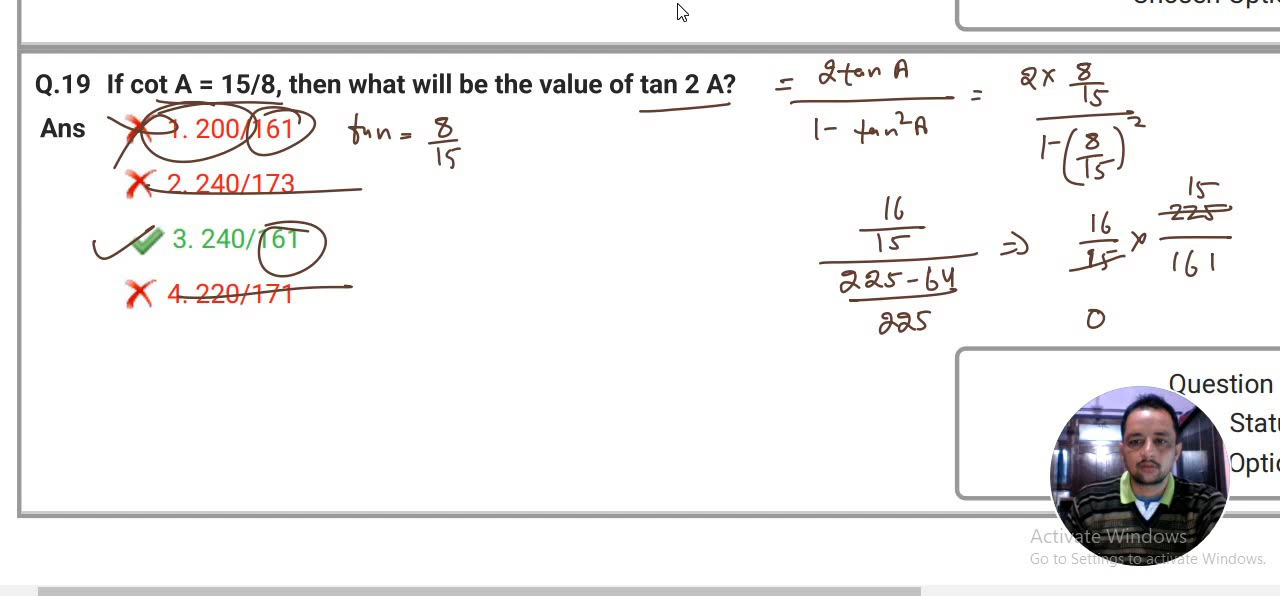 Q.19 If cot A = 15/8, then what will be the value of tan 2 A?
Ans
1. 200/161
2. 240/173
3. 240/161
4. 220/171
tan = 8/15
= 2tan A / 1 - tan²A = 2 × 8/15 / 1-(8/15)²
16/15 / 225-64/225 ⇒ 16/15 × 225/161
15
0
Question
Activate Windows
Go to Settings to activate Windows.